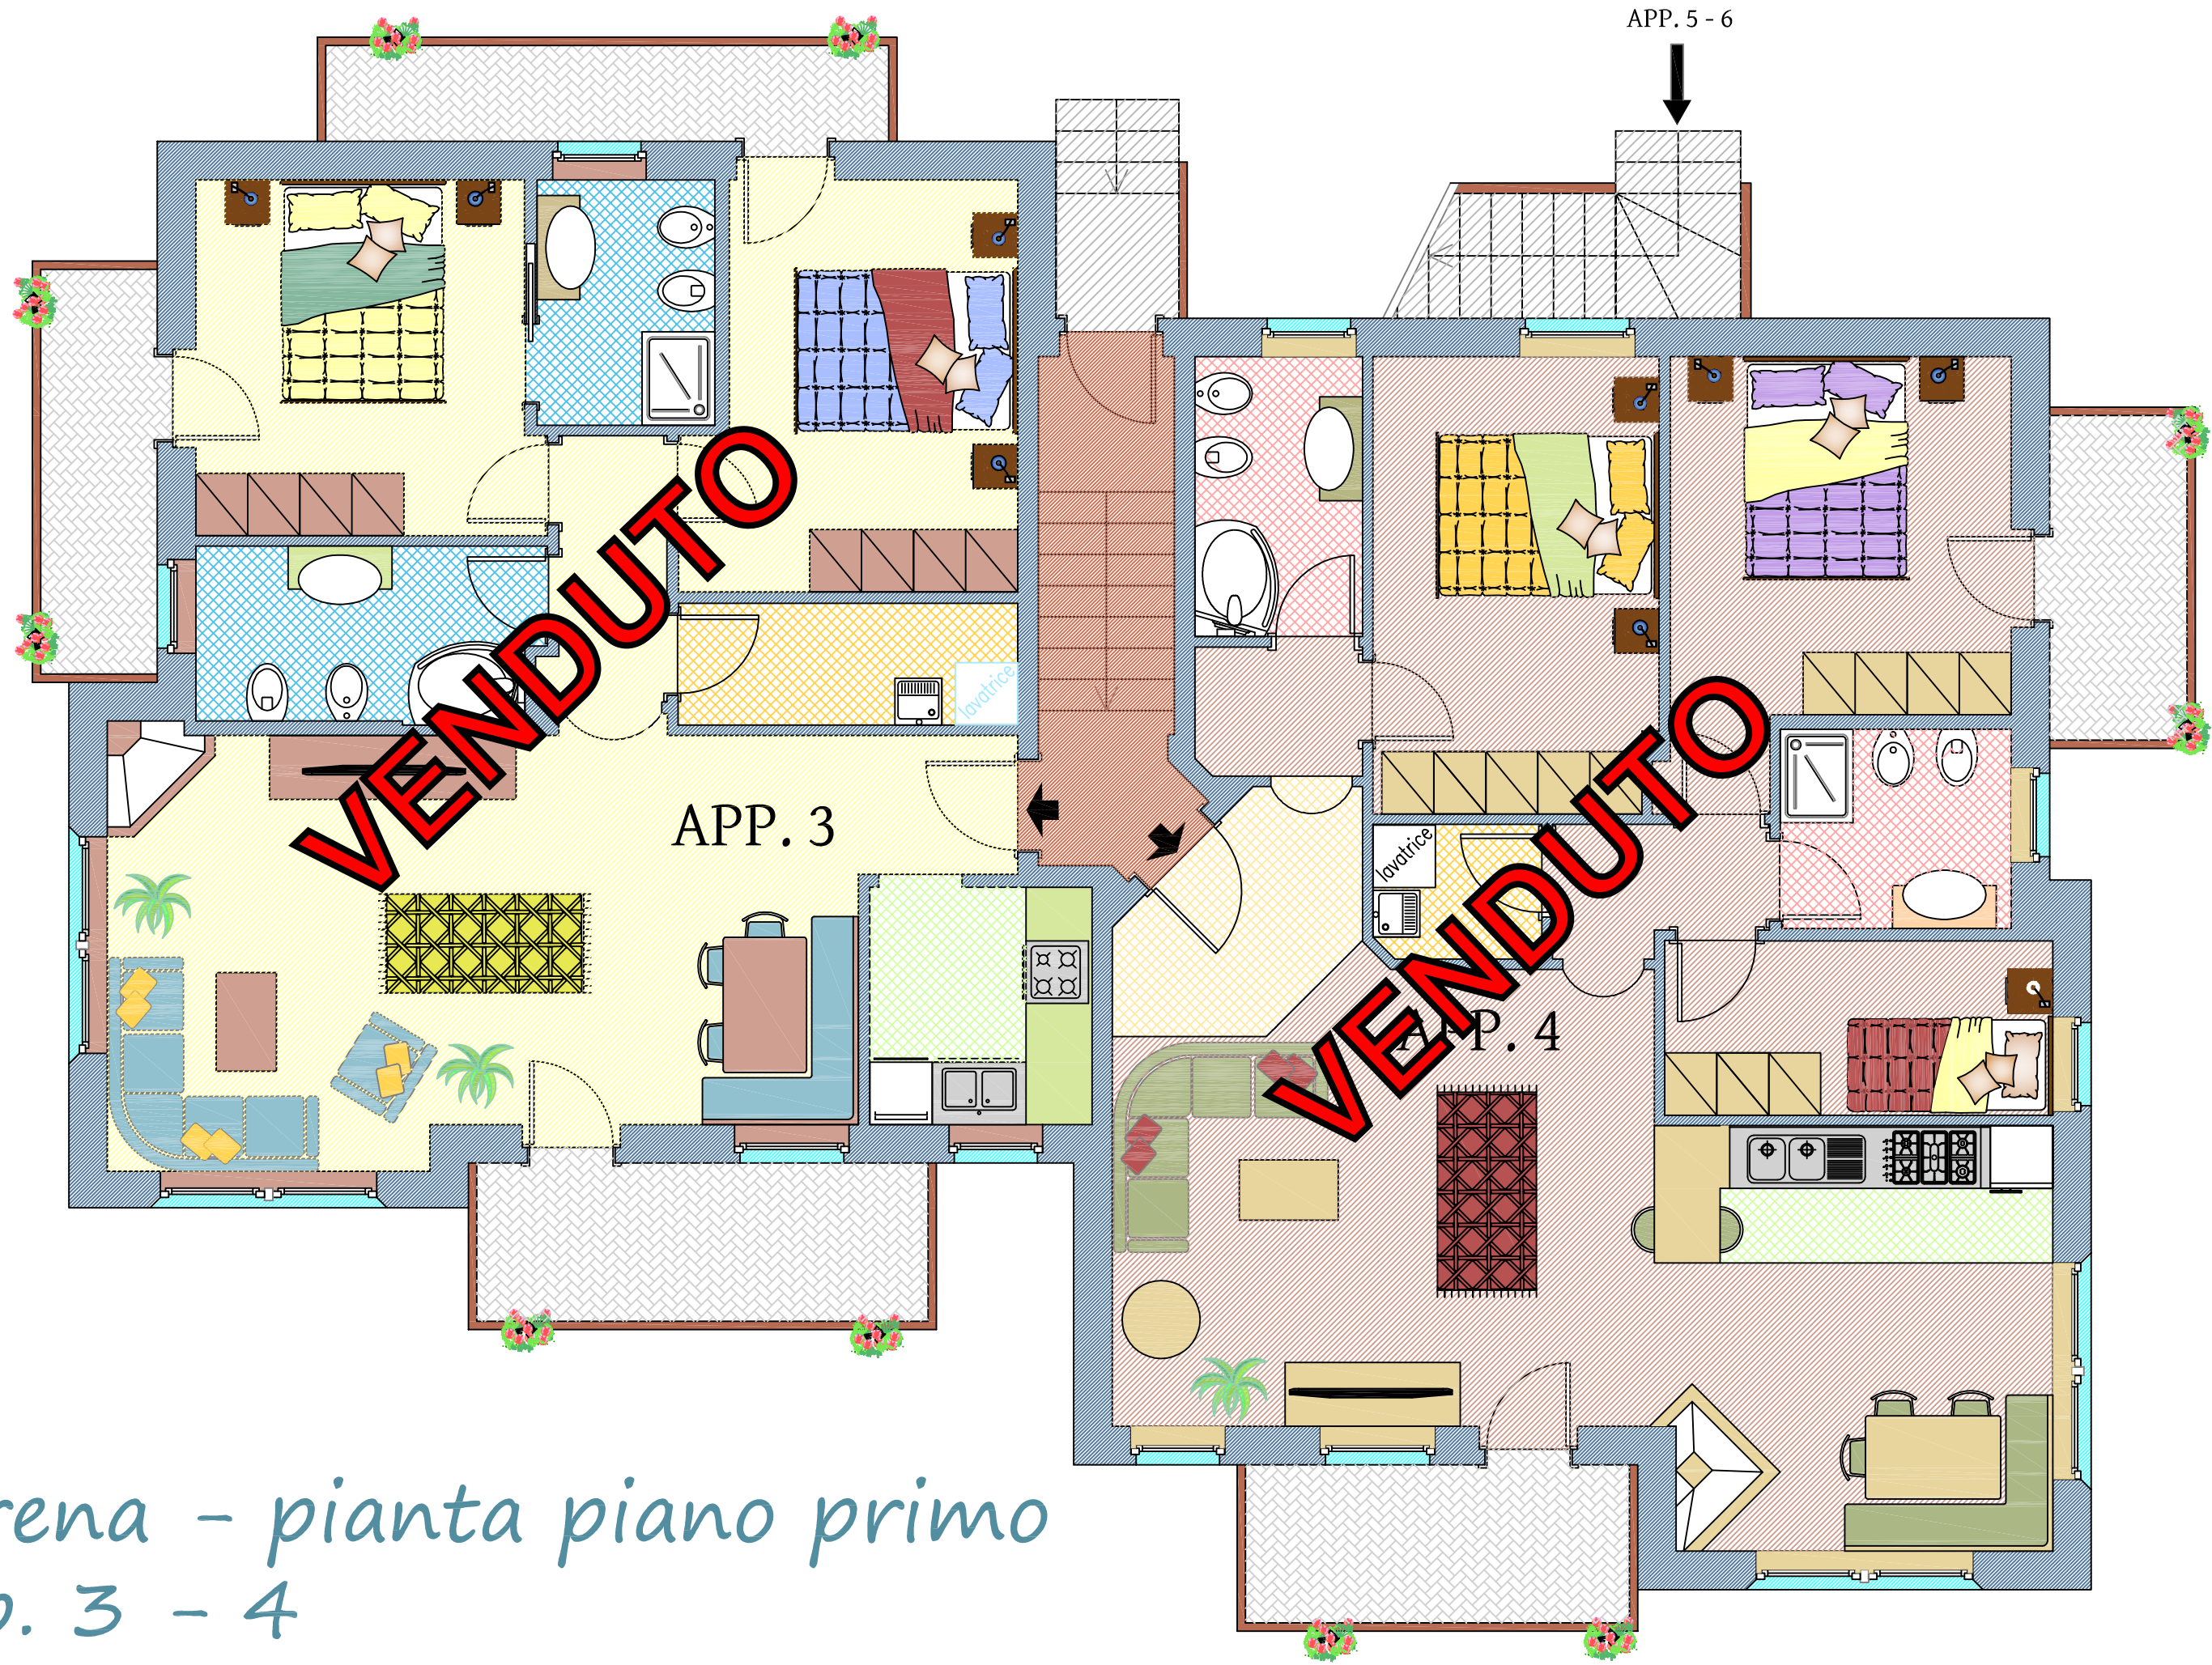 APP. 5 - 6
VENDUTO
lavatrice
APP. 3
lavatrice
VENDUTO
APP. 4
rena - pianta piano primo
p. 3 - 4